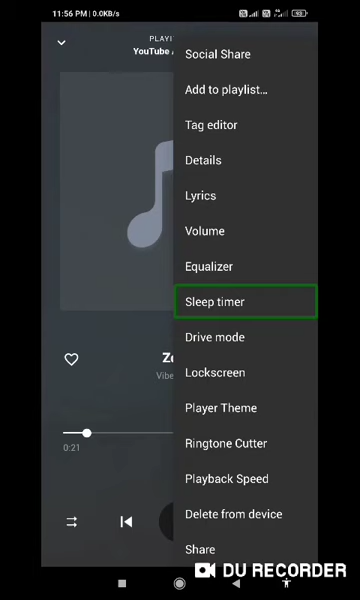 11:56 PM | 0.0KB/s
PLAYI
YouTube
Social Share
Add to playlist...
Tag editor
Details
Lyrics
Volume
Equalizer
Sleep timer
Drive mode
Lockscreen
Player Theme
Ringtone Cutter
Playback Speed
Delete from device
Share
Vibe
0:21
DU RECORDER